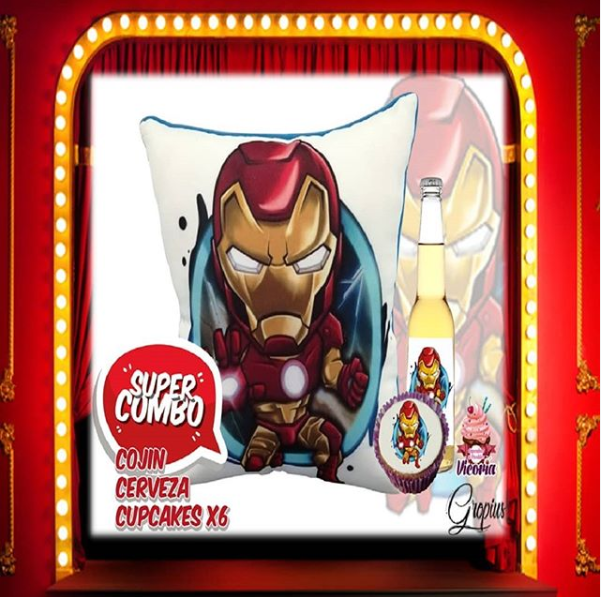 SUPER
COMBO
COJIN
CERVEZA
CUPCAKES X6
Vicoria
Gropius